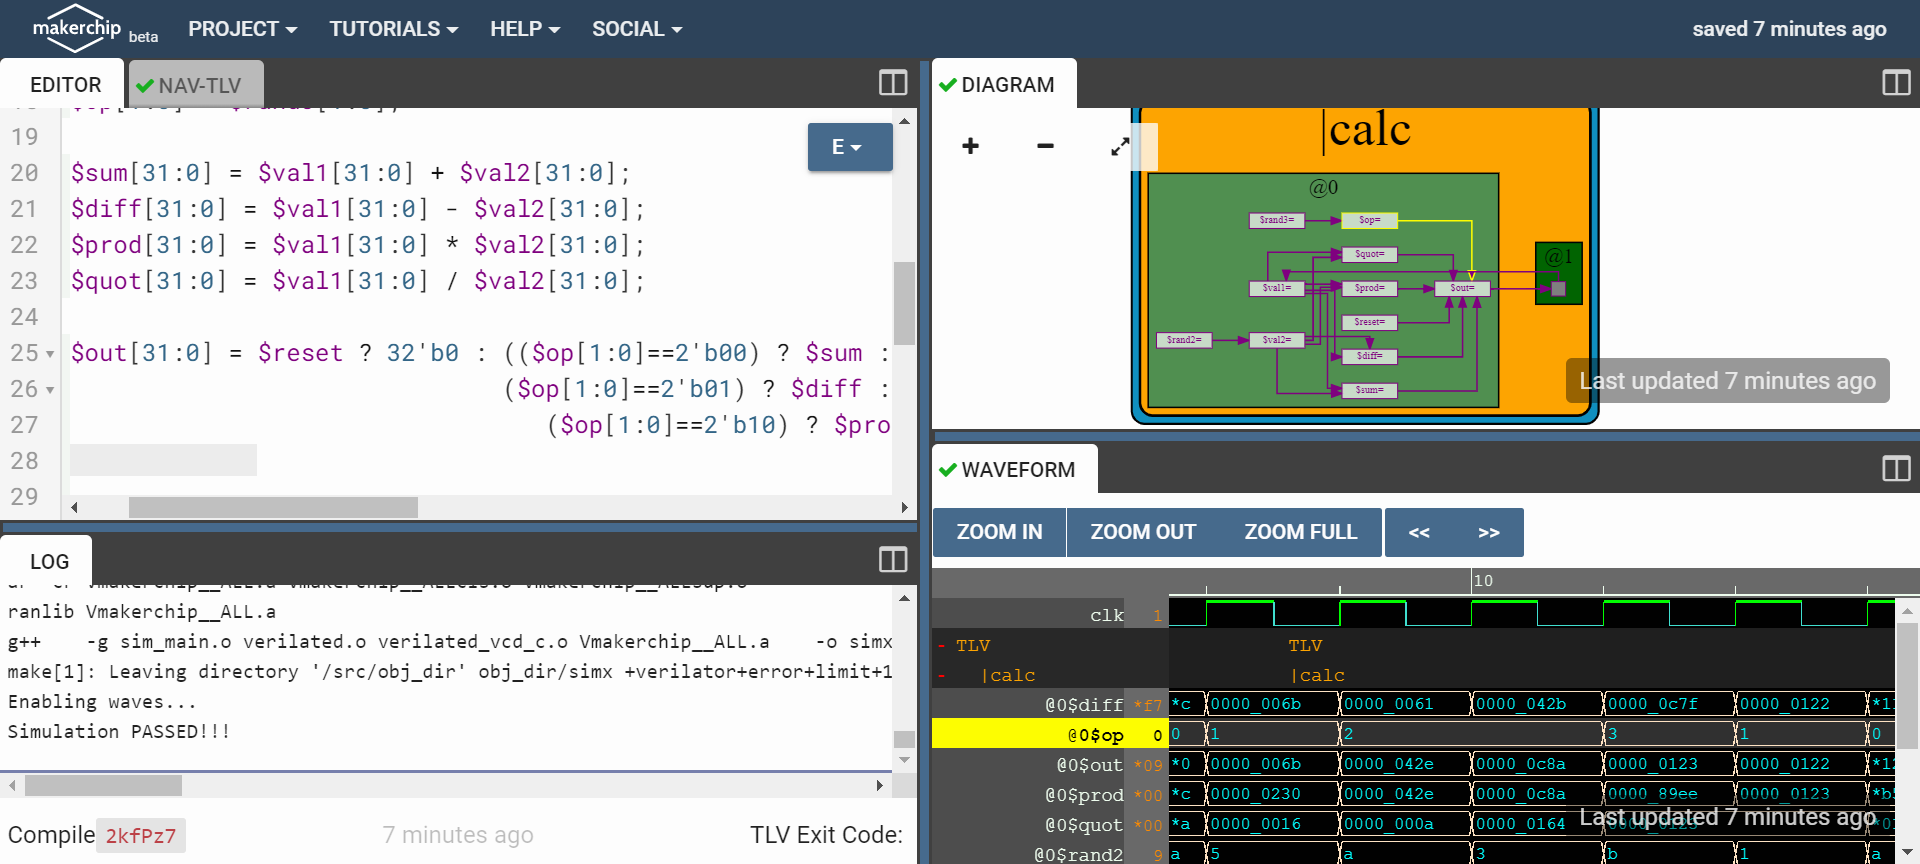 makerchip beta PROJECT TUTORIALS HELP SOCIAL saved 7 minutes ago
EDITOR NAV-TLV
19
20 $sum[31:0] = $val1[31:0] + $val2[31:0];
21 $diff[31:0] = $val1[31:0] - $val2[31:0];
22 $prod[31:0] = $val1[31:0] * $val2[31:0];
23 $quot[31:0] = $val1[31:0] / $val2[31:0];
24
25 $out[31:0] = $reset ? 32'b0 : (($op[1:0]==2'b00) ? $sum :
26 ($op[1:0]==2'b01) ? $diff :
27 ($op[1:0]==2'b10) ? $pro
28
29
E
LOG
ranlib Vmakerchip__ALL.a
g++ -g sim_main.o verilated.o verilated_vcd_c.o Vmakerchip__ALL.a -o simx
make[1]: Leaving directory '/src/obj_dir' obj_dir/simx +verilator+error+limit+1
Enabling waves...
Simulation PASSED!!!
Compile 2kfPz7 7 minutes ago TLV Exit Code:
DIAGRAM
+ −
|calc
@0
$rand3= $op=
$quot=
@1
$val1= $prod= $out=
$reset=
$rand2= $val2=
$diff=
$sum=
Last updated 7 minutes ago
WAVEFORM
ZOOM IN ZOOM OUT ZOOM FULL << >>
10
clk 1
- TLV TLV
- |calc |calc
@0$diff *f7 *c 0000_006b 0000_0061 0000_042b 0000_0c7f 0000_0122 *1
@0$op 0 0 1 2 3 1 0
@0$out *09 *0 0000_006b 0000_042e 0000_0c8a 0000_0123 0000_0122 *1
@0$prod *00 *c 0000_0230 0000_042e 0000_0c8a 0000_89ee 0000_0123 *b
@0$quot *00 *a 0000_0016 0000_000a 0000_0164 0000_0123
Last updated 7 minutes ago
@0$rand2 9 a 5 a 3 b 1 a